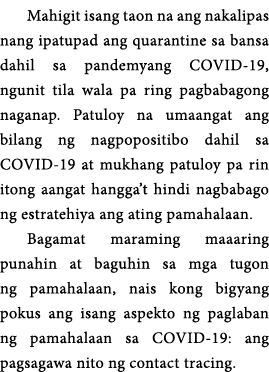 Mahigit isang taon na ang nakalipas
nang ipatupad ang quarantine sa bansa
dahil sa pandemyang COVID-19,
ngunit tila wala pa ring pagbabagong
naganap. Patuloy na umaangat ang
bilang ng nagpopositibo dahil sa
COVID-19 at mukhang patuloy pa rin
itong aangat hangga’t hindi nagbabago
ng estratehiya ang ating pamahalaan.
Bagamat maraming maaaring
punahin at baguhin sa mga tugon
ng pamahalaan, nais kong bigyang
pokus ang isang aspekto ng paglaban
ng pamahalaan sa COVID-19: ang
pagsagawa nito ng contact tracing.